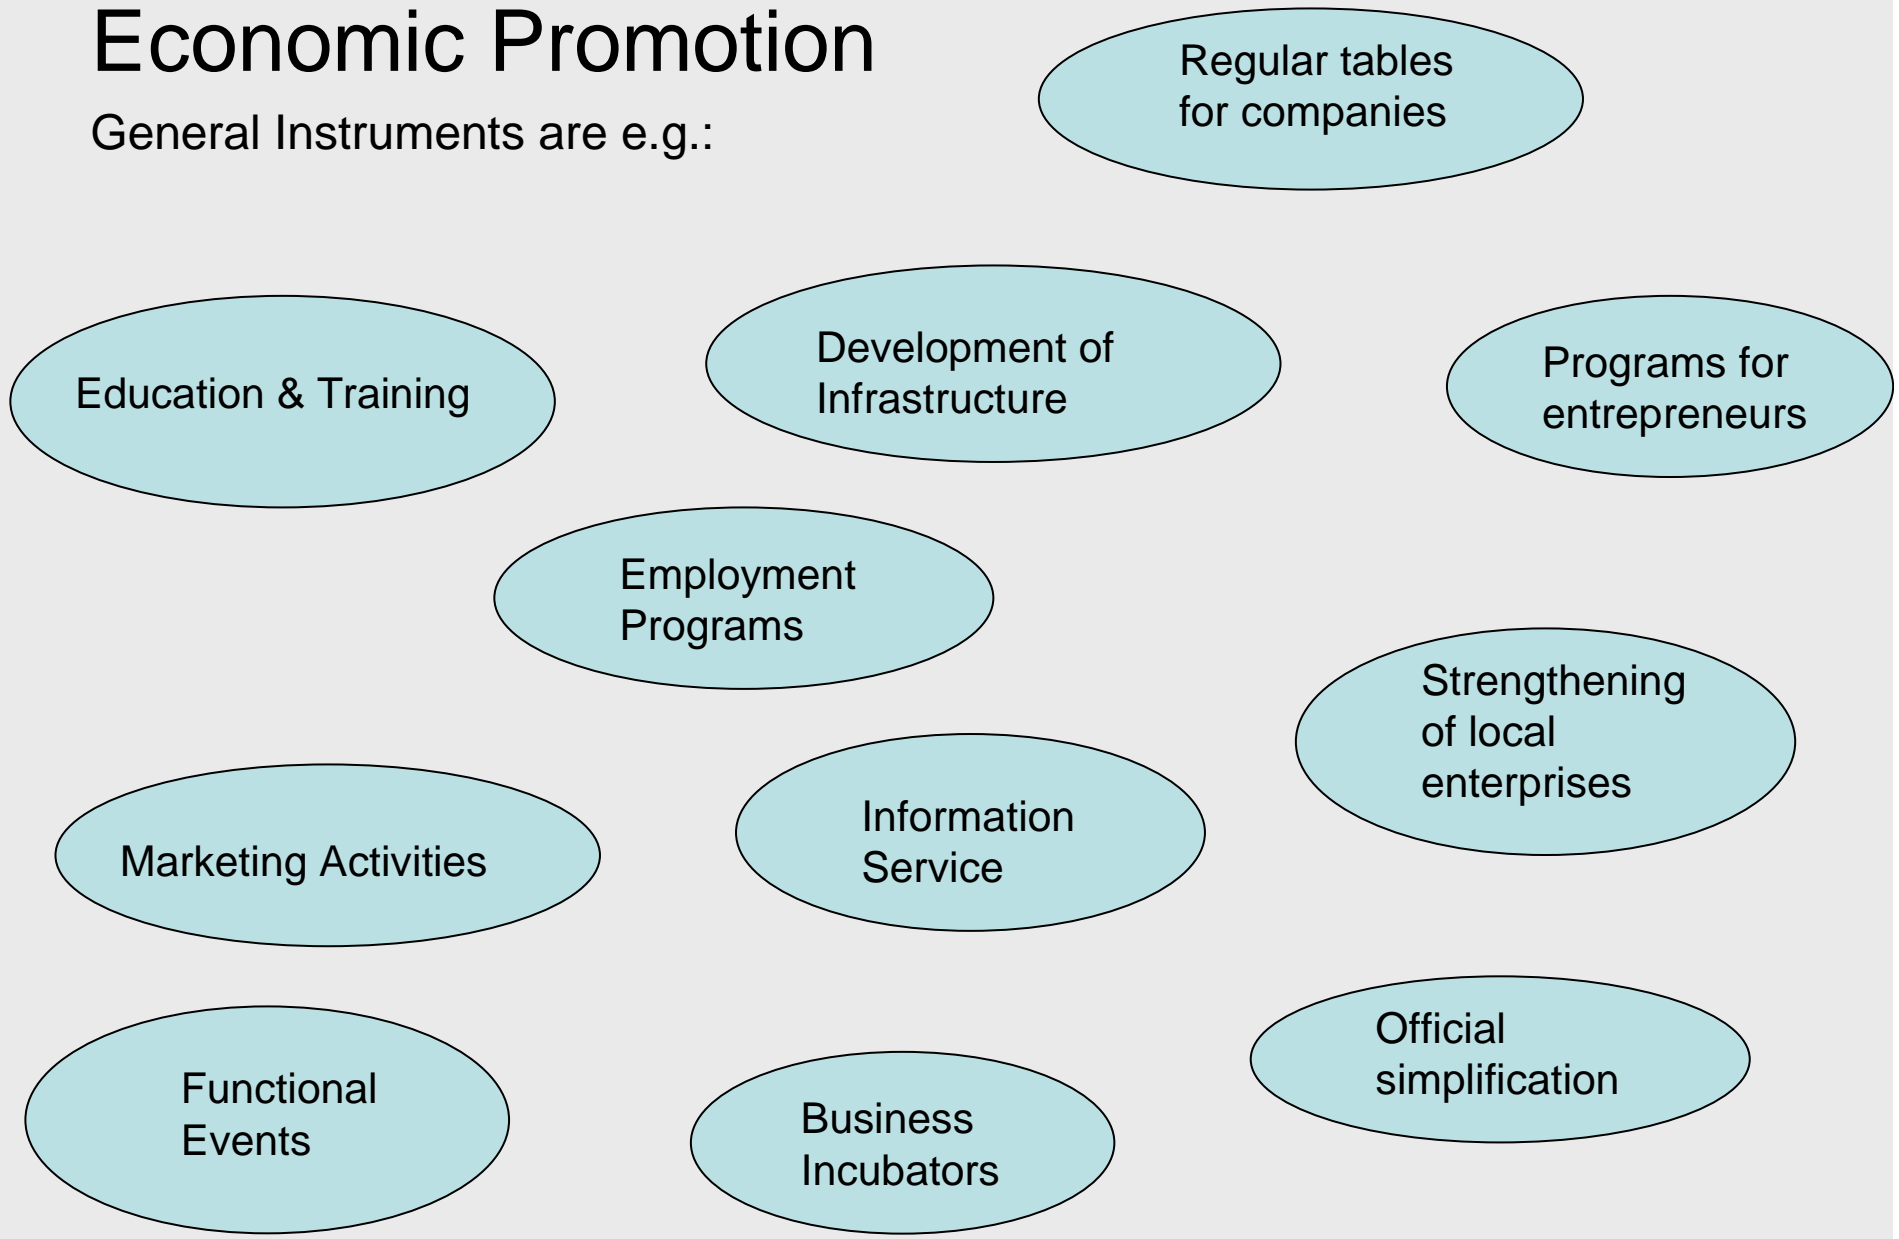 Economic Promotion
General Instruments are e.g.:
Regular tables
for companies
Education & Training
Development of
Infrastructure
Programs for
entrepreneurs
Employment
Programs
Strengthening
of local
enterprises
Marketing Activities
Information
Service
Official
simplification
Functional
Events
Business
Incubators